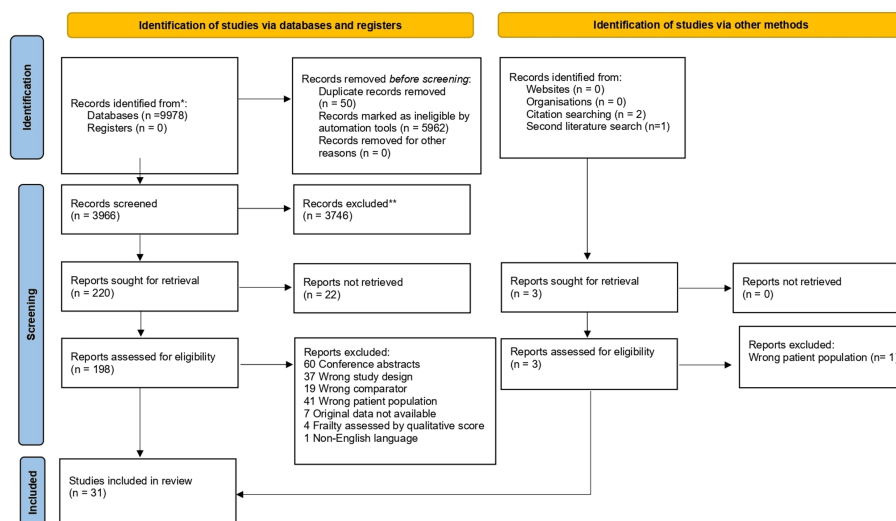 Identification of studies via databases and registers
Identification of studies via other methods
Identification
Records identified from*:
Databases (n =9978)
Registers (n = 0)
Records removed before screening:
Duplicate records removed
(n = 50)
Records marked as ineligible by
automation tools (n = 5962)
Records removed for other
reasons (n = 0)
Records identified from:
Websites (n = 0)
Organisations (n = 0)
Citation searching (n = 2)
Second literature search (n=1)
Screening
Records screened
(n = 3966)
Records excluded**
(n = 3746)
Reports sought for retrieval
(n = 220)
Reports not retrieved
(n = 22)
Reports sought for retrieval
(n = 3)
Reports not retrieved
(n = 0)
Reports assessed for eligibility
(n = 198)
Reports excluded:
60 Conference abstracts
37 Wrong study design
19 Wrong comparator
41 Wrong patient population
7 Original data not available
4 Frailty assessed by qualitative score
1 Non-English language
Reports assessed for eligibility
(n = 3)
Reports excluded:
Wrong patient population (n= 1)
Included
Studies included in review
(n = 31)